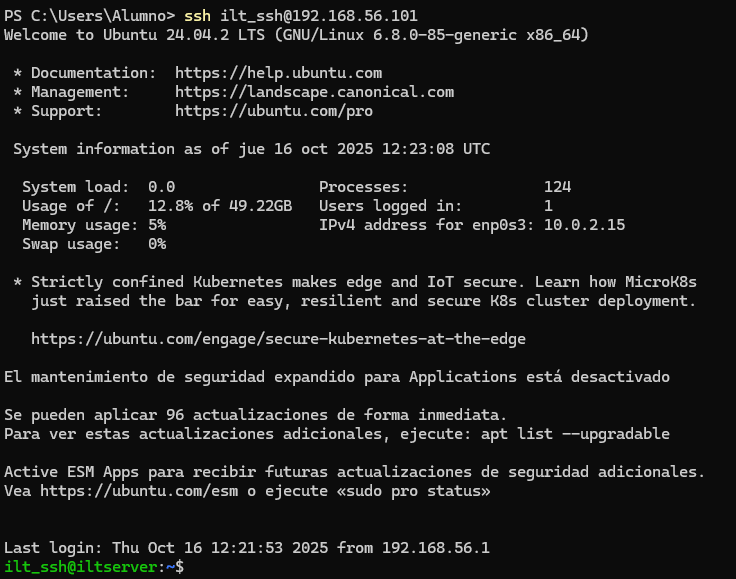 PS C:\Users\Alumno> ssh ilt_ssh@192.168.56.101
Welcome to Ubuntu 24.04.2 LTS (GNU/Linux 6.8.0-85-generic x86_64)

 * Documentation:  https://help.ubuntu.com
 * Management:     https://landscape.canonical.com
 * Support:        https://ubuntu.com/pro

 System information as of jue 16 oct 2025 12:23:08 UTC

  System load:  0.0                Processes:               124
  Usage of /:   12.8% of 49.22GB   Users logged in:         1
  Memory usage: 5%                 IPv4 address for enp0s3: 10.0.2.15
  Swap usage:   0%

 * Strictly confined Kubernetes makes edge and IoT secure. Learn how MicroK8s
   just raised the bar for easy, resilient and secure K8s cluster deployment.

   https://ubuntu.com/engage/secure-kubernetes-at-the-edge

El mantenimiento de seguridad expandido para Applications está desactivado

Se pueden aplicar 96 actualizaciones de forma inmediata.
Para ver estas actualizaciones adicionales, ejecute: apt list --upgradable

Active ESM Apps para recibir futuras actualizaciones de seguridad adicionales.
Vea https://ubuntu.com/esm o ejecute «sudo pro status»


Last login: Thu Oct 16 12:21:53 2025 from 192.168.56.1
ilt_ssh@iltserver:~$